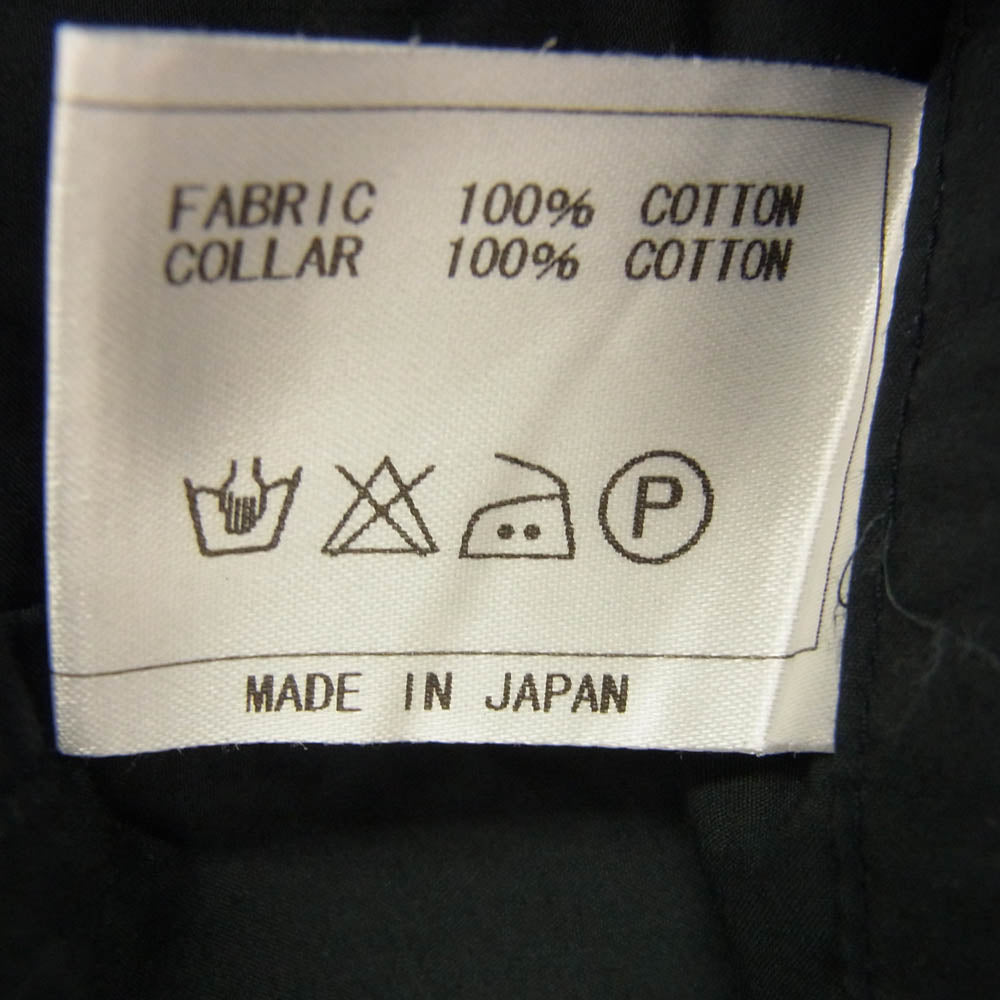 FABRIC 100% COTTON
COLLAR 100% COTTON
P
MADE IN JAPAN